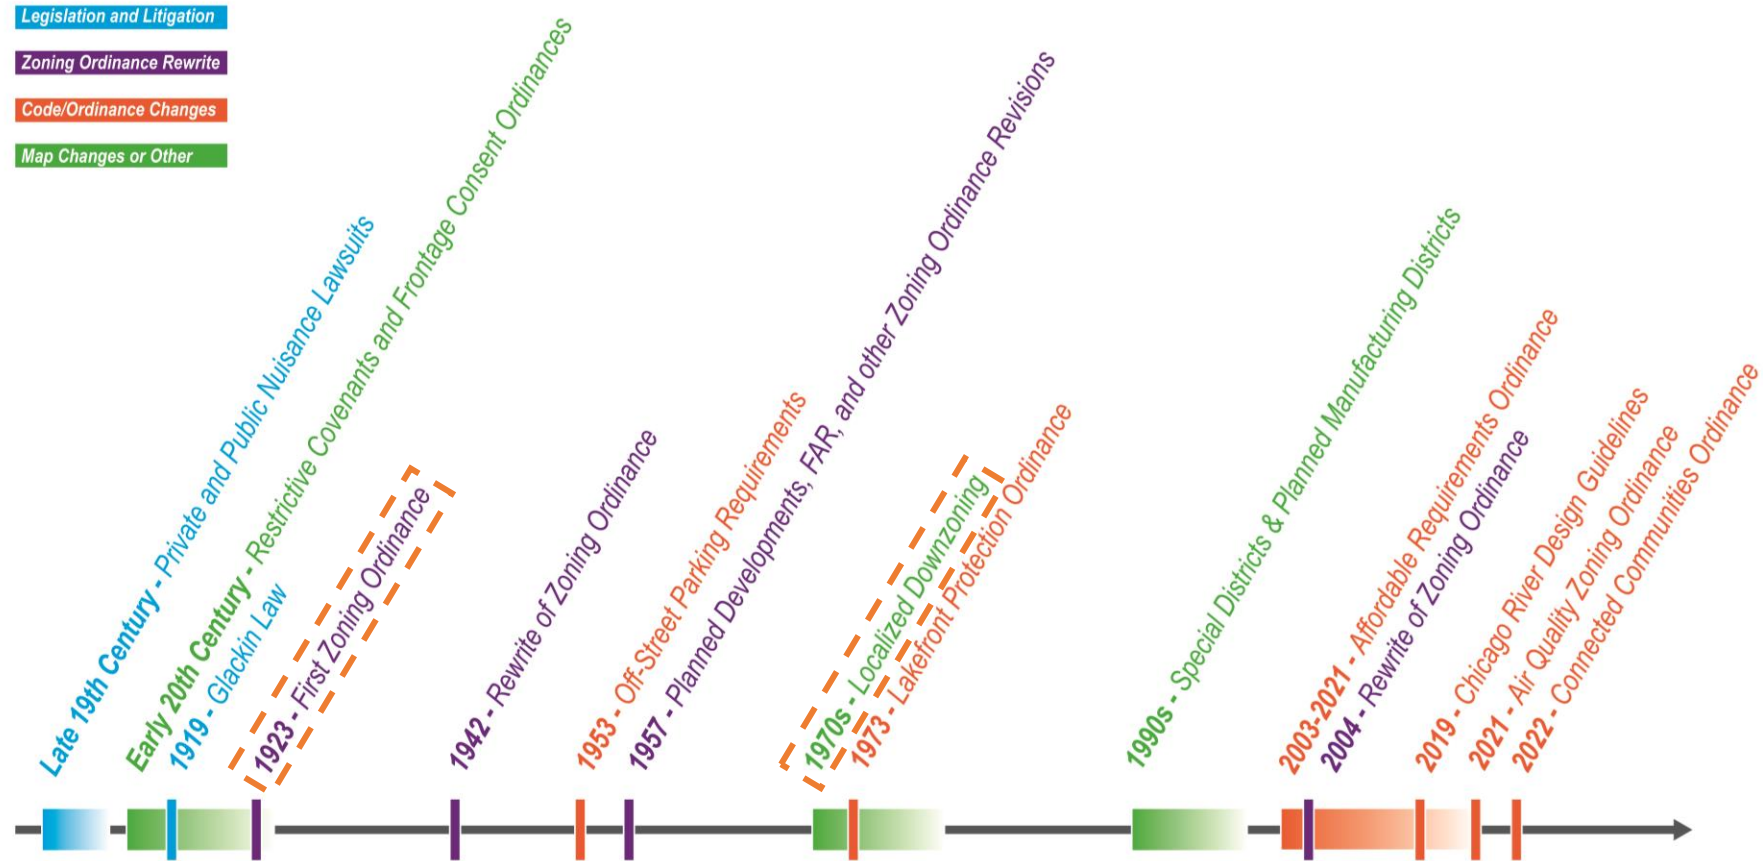 Legislation and Litigation
Zoning Ordinance Rewrite
Code/Ordinance Changes
Map Changes or Other
Late 19th Century - Private and Public Nuisance Lawsuits
Early 20th Century - Restrictive Covenants and Frontage Consent Ordinances
1919 - Glackin Law
1923 - First Zoning Ordinance
1942 - Rewrite of Zoning Ordinance
1953 - Off-Street Parking Requirements
1957 - Planned Developments, FAR, and other Zoning Ordinance Revisions
1970s - Localized Downzoning
1973 - Lakefront Protection Ordinance
1990s - Special Districts & Planned Manufacturing Districts
2003-2021 - Affordable Requirements Ordinance
2004 - Rewrite of Zoning Ordinance
2019 - Chicago River Design Guidelines
2021 - Air Quality Zoning Ordinance
2022 - Connected Communities Ordinance